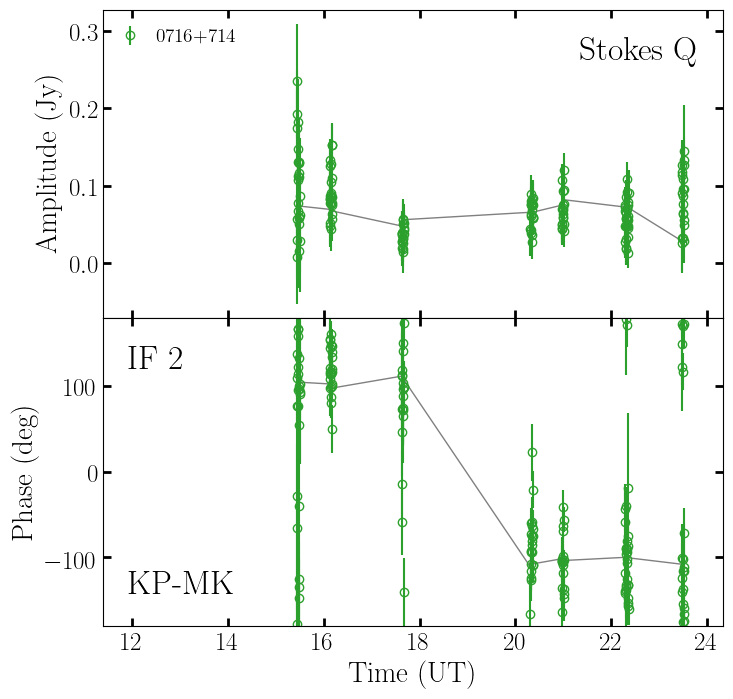 0716+714
Stokes Q
0.3
0.2
0.1
0.0
Amplitude (Jy)
IF 2
100
0
−100
Phase (deg)
KP-MK
12 14 16 18 20 22 24
Time (UT)